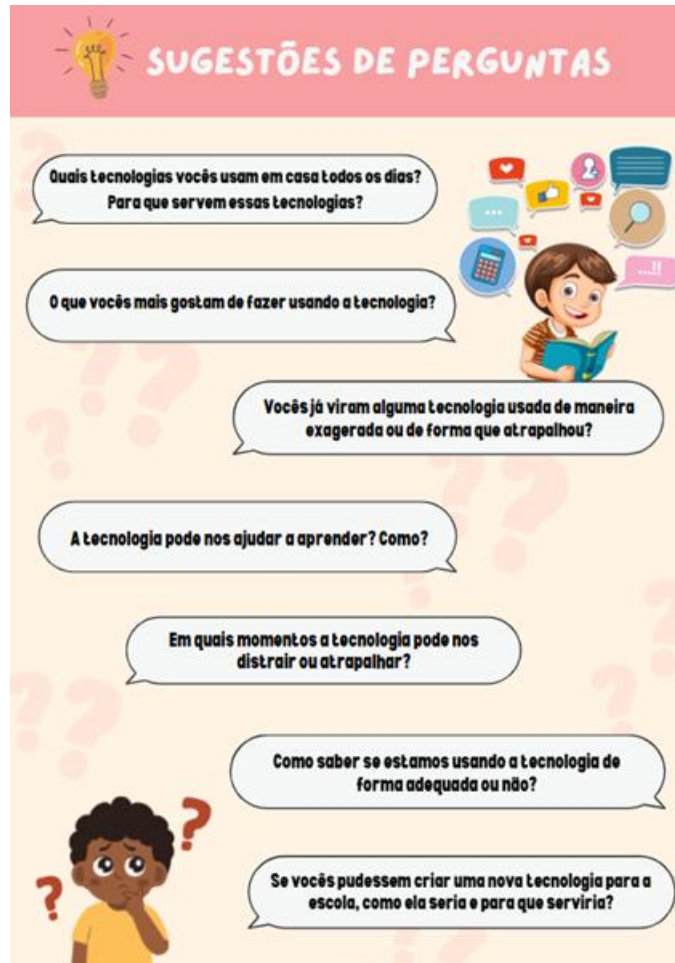 SUGESTÕES DE PERGUNTAS
Quais tecnologias vocês usam em casa todos os dias?
Para que servem essas tecnologias?
O que vocês mais gostam de fazer usando a tecnologia?
Vocês já viram alguma tecnologia usada de maneira
exagerada ou de forma que atrapalhou?
A tecnologia pode nos ajudar a aprender? Como?
Em quais momentos a tecnologia pode nos
distrair ou atrapalhar?
Como saber se estamos usando a tecnologia de
forma adequada ou não?
Se vocês pudessem criar uma nova tecnologia para a
escola, como ela seria e para que serviria?